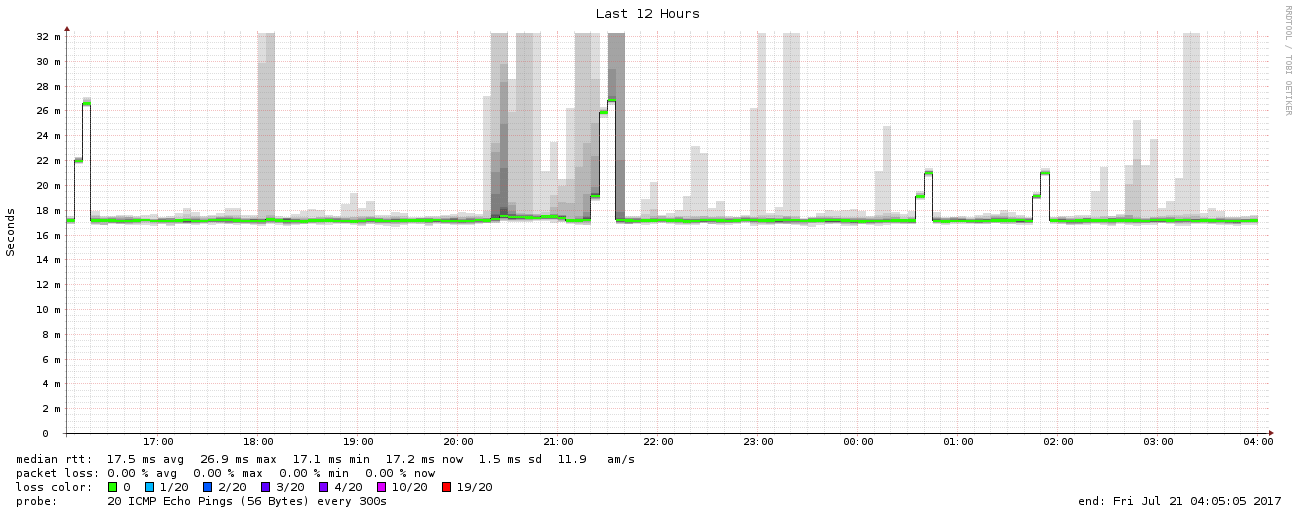 Last 12 Hours
RRDTOOL / TOBI OETIKER
Seconds
32 m
30 m
28 m
26 m
24 m
22 m
20 m
18 m
16 m
14 m
12 m
10 m
8 m
6 m
4 m
2 m
0
17:00 18:00 19:00 20:00 21:00 22:00 23:00 00:00 01:00 02:00 03:00 04:00
median rtt: 17.5 ms avg 26.9 ms max 17.1 ms min 17.2 ms now 1.5 ms sd 11.9 am/s
packet loss: 0.00 % avg 0.00 % max 0.00 % min 0.00 % now
loss color: 0 1/20 2/20 3/20 4/20 10/20 19/20
probe: 20 ICMP Echo Pings (56 Bytes) every 300s end: Fri Jul 21 04:05:05 2017